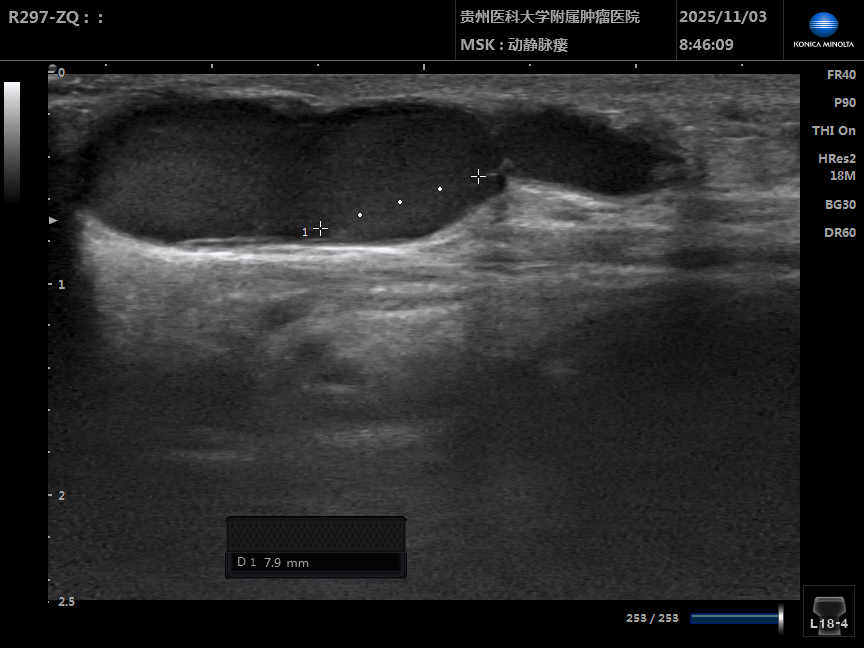 R297-ZQ : :
贵州医科大学附属肿瘤医院
2025/11/03
MSK : 动静脉瘘
8:46:09
KONICA MINOLTA
0
FR40
P90
THI On
HRes2
18M
BG30
1
DR60
1
2
D 1 7.9 mm
2.5
253 / 253
L18-4